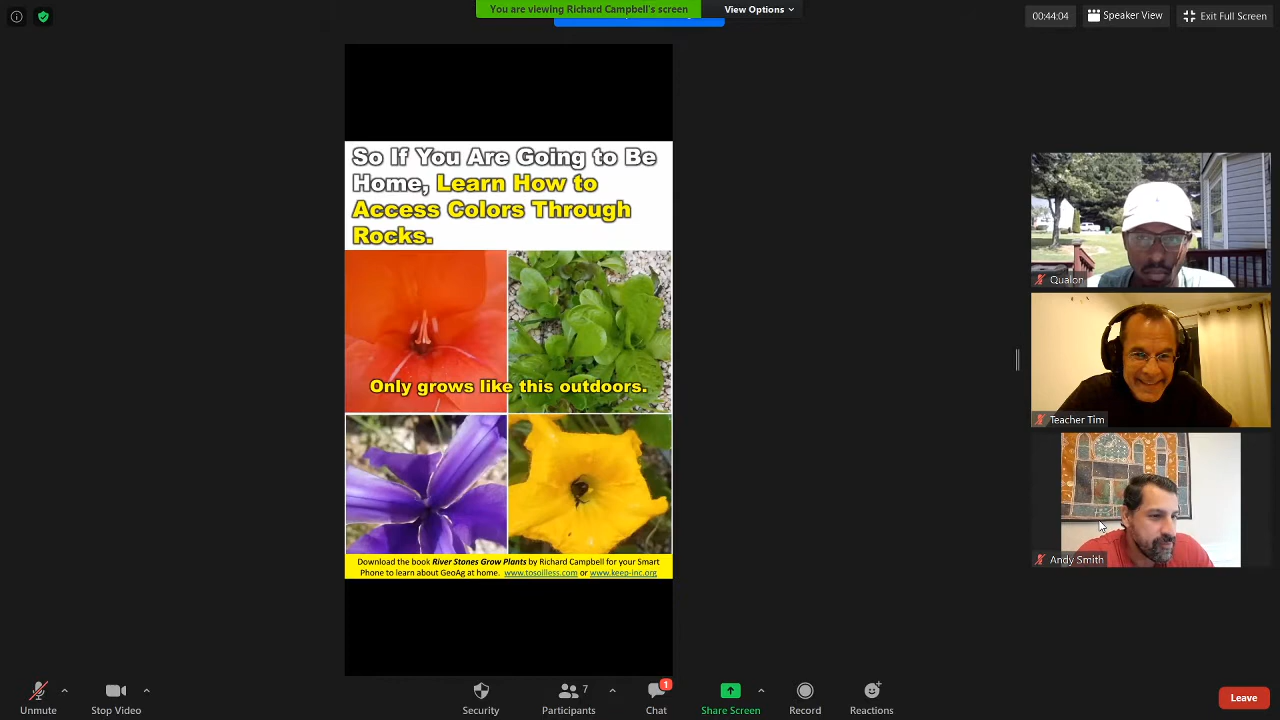 You are viewing Richard Campbell's screen
View Options
00:44:04
Speaker View
Exit Full Screen
So If You Are Going to Be
Home, Learn How to
Access Colors Through
Rocks.
Only grows like this outdoors.
Download the book River Stones Grow Plants by Richard Campbell for your Smart
Phone to learn about GeoAg at home. www.tosoilless.com or www.keep-inc.org
Qualon
Teacher Tim
Andy Smith
Unmute
Stop Video
Security
7
Participants
1
Chat
Share Screen
Record
Reactions
Leave